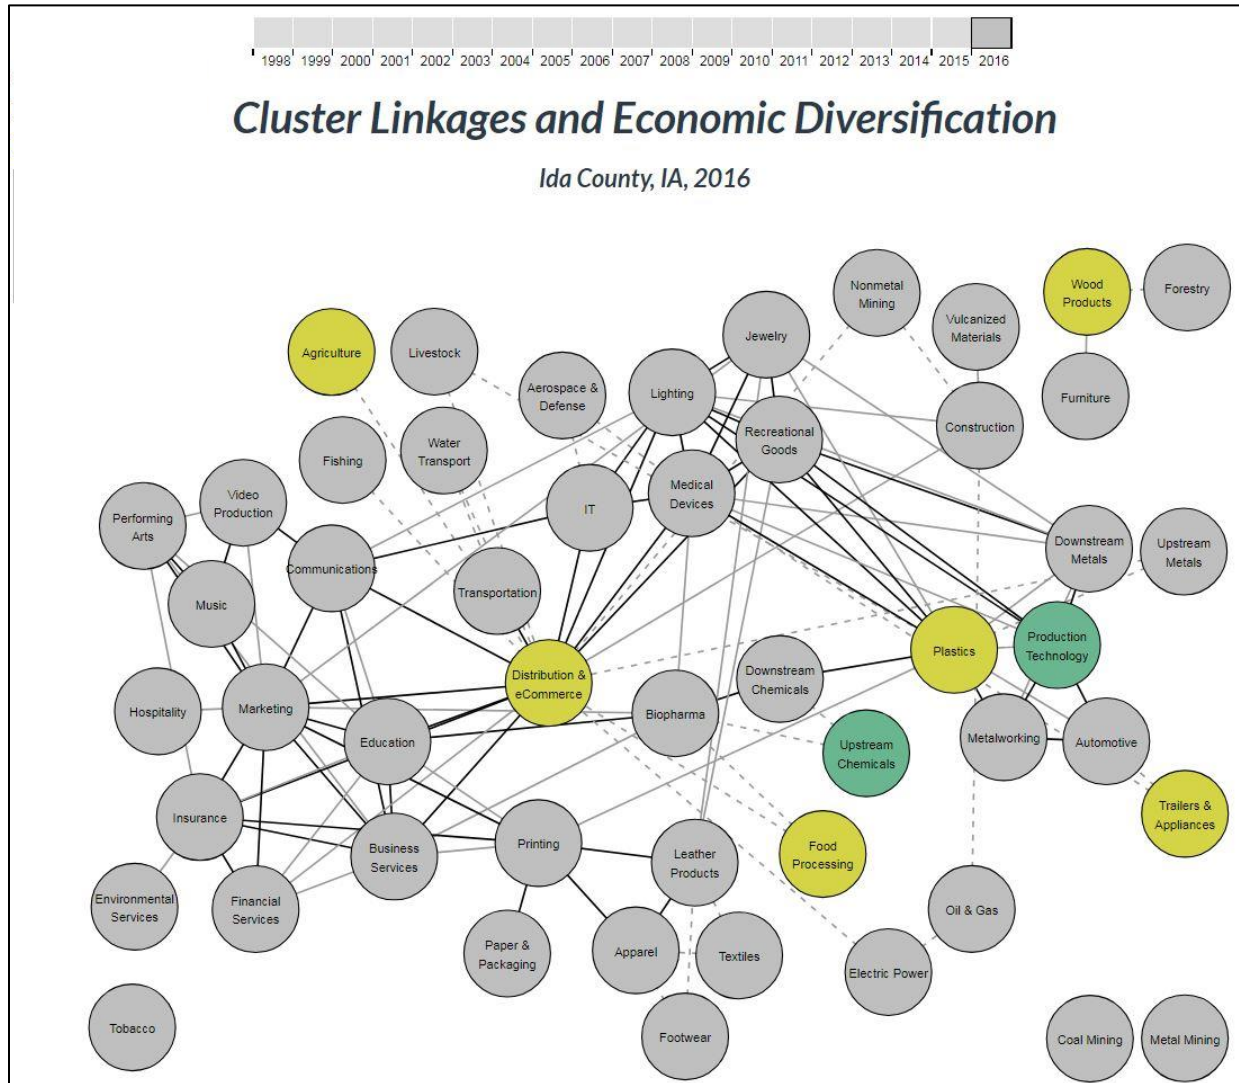 1998 1999 2000 2001 2002 2003 2004 2005 2006 2007 2008 2009 2010 2011 2012 2013 2014 2015 2016
Cluster Linkages and Economic Diversification
Ida County, IA, 2016
Wood
Products
Forestry
Nonmetal
Mining
Vulcanized
Materials
Jewelry
Agriculture
Livestock
Aerospace &
Defense
Lighting
Furniture
Construction
Recreational
Goods
Water
Transport
Fishing
Video
Production
Performing
Arts
IT
Medical
Devices
Downstream
Metals
Upstream
Metals
Communications
Transportation
Music
Plastics
Production
Technology
Distribution &
eCommerce
Downstream
Chemicals
Hospitality
Marketing
Education
Biopharma
Upstream
Chemicals
Metalworking
Automotive
Trailers &
Appliances
Insurance
Business
Services
Printing
Leather
Products
Food
Processing
Environmental
Services
Financial
Services
Oil & Gas
Paper &
Packaging
Apparel
Textiles
Electric Power
Tobacco
Footwear
Coal Mining
Metal Mining